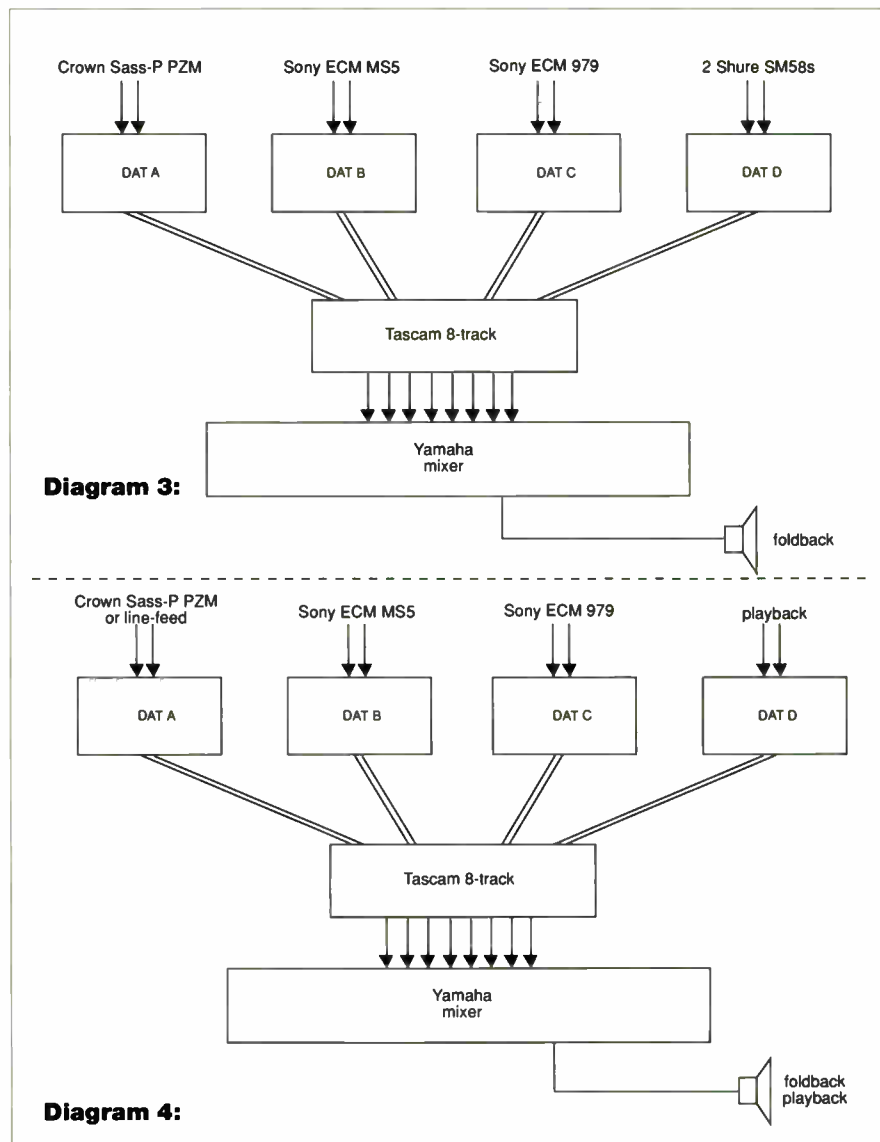 Crown Sass-P PZM
Sony ECM MS5
Sony ECM 979
2 Shure SM58s
DAT A
DAT B
DAT C
DAT D
Tascam 8-track
Yamaha
mixer
Diagram 3:
foldback
Crown Sass-P PZM
or line-feed
Sony ECM MS5
Sony ECM 979
playback
DAT A
DAT B
DAT C
DAT D
Tascam 8-track
Yamaha
mixer
foldback
playback
Diagram 4: